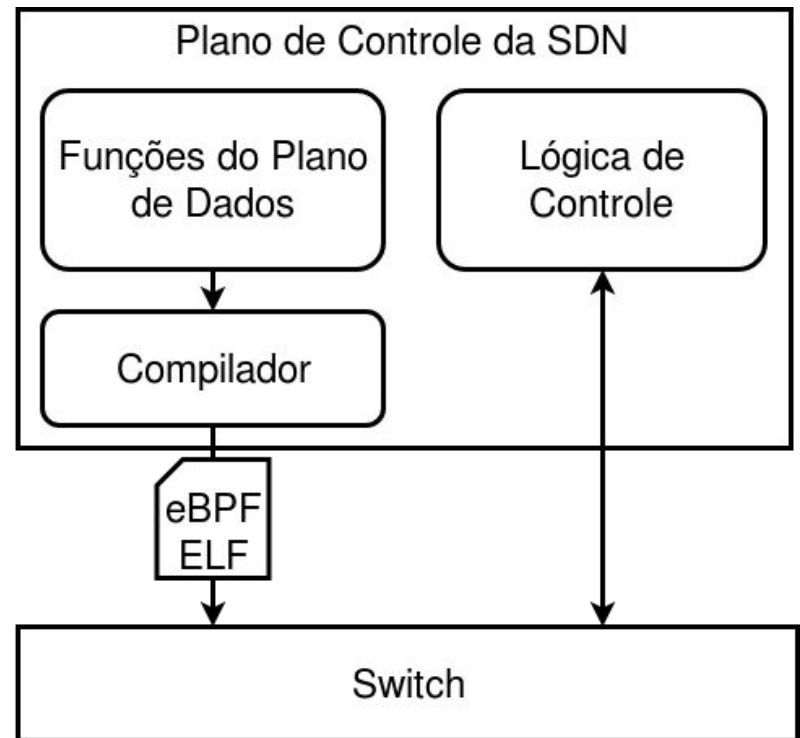 Plano de Controle da SDN
Funções do Plano
de Dados
Lógica de
Controle
Compilador
eBPF
ELF
Switch